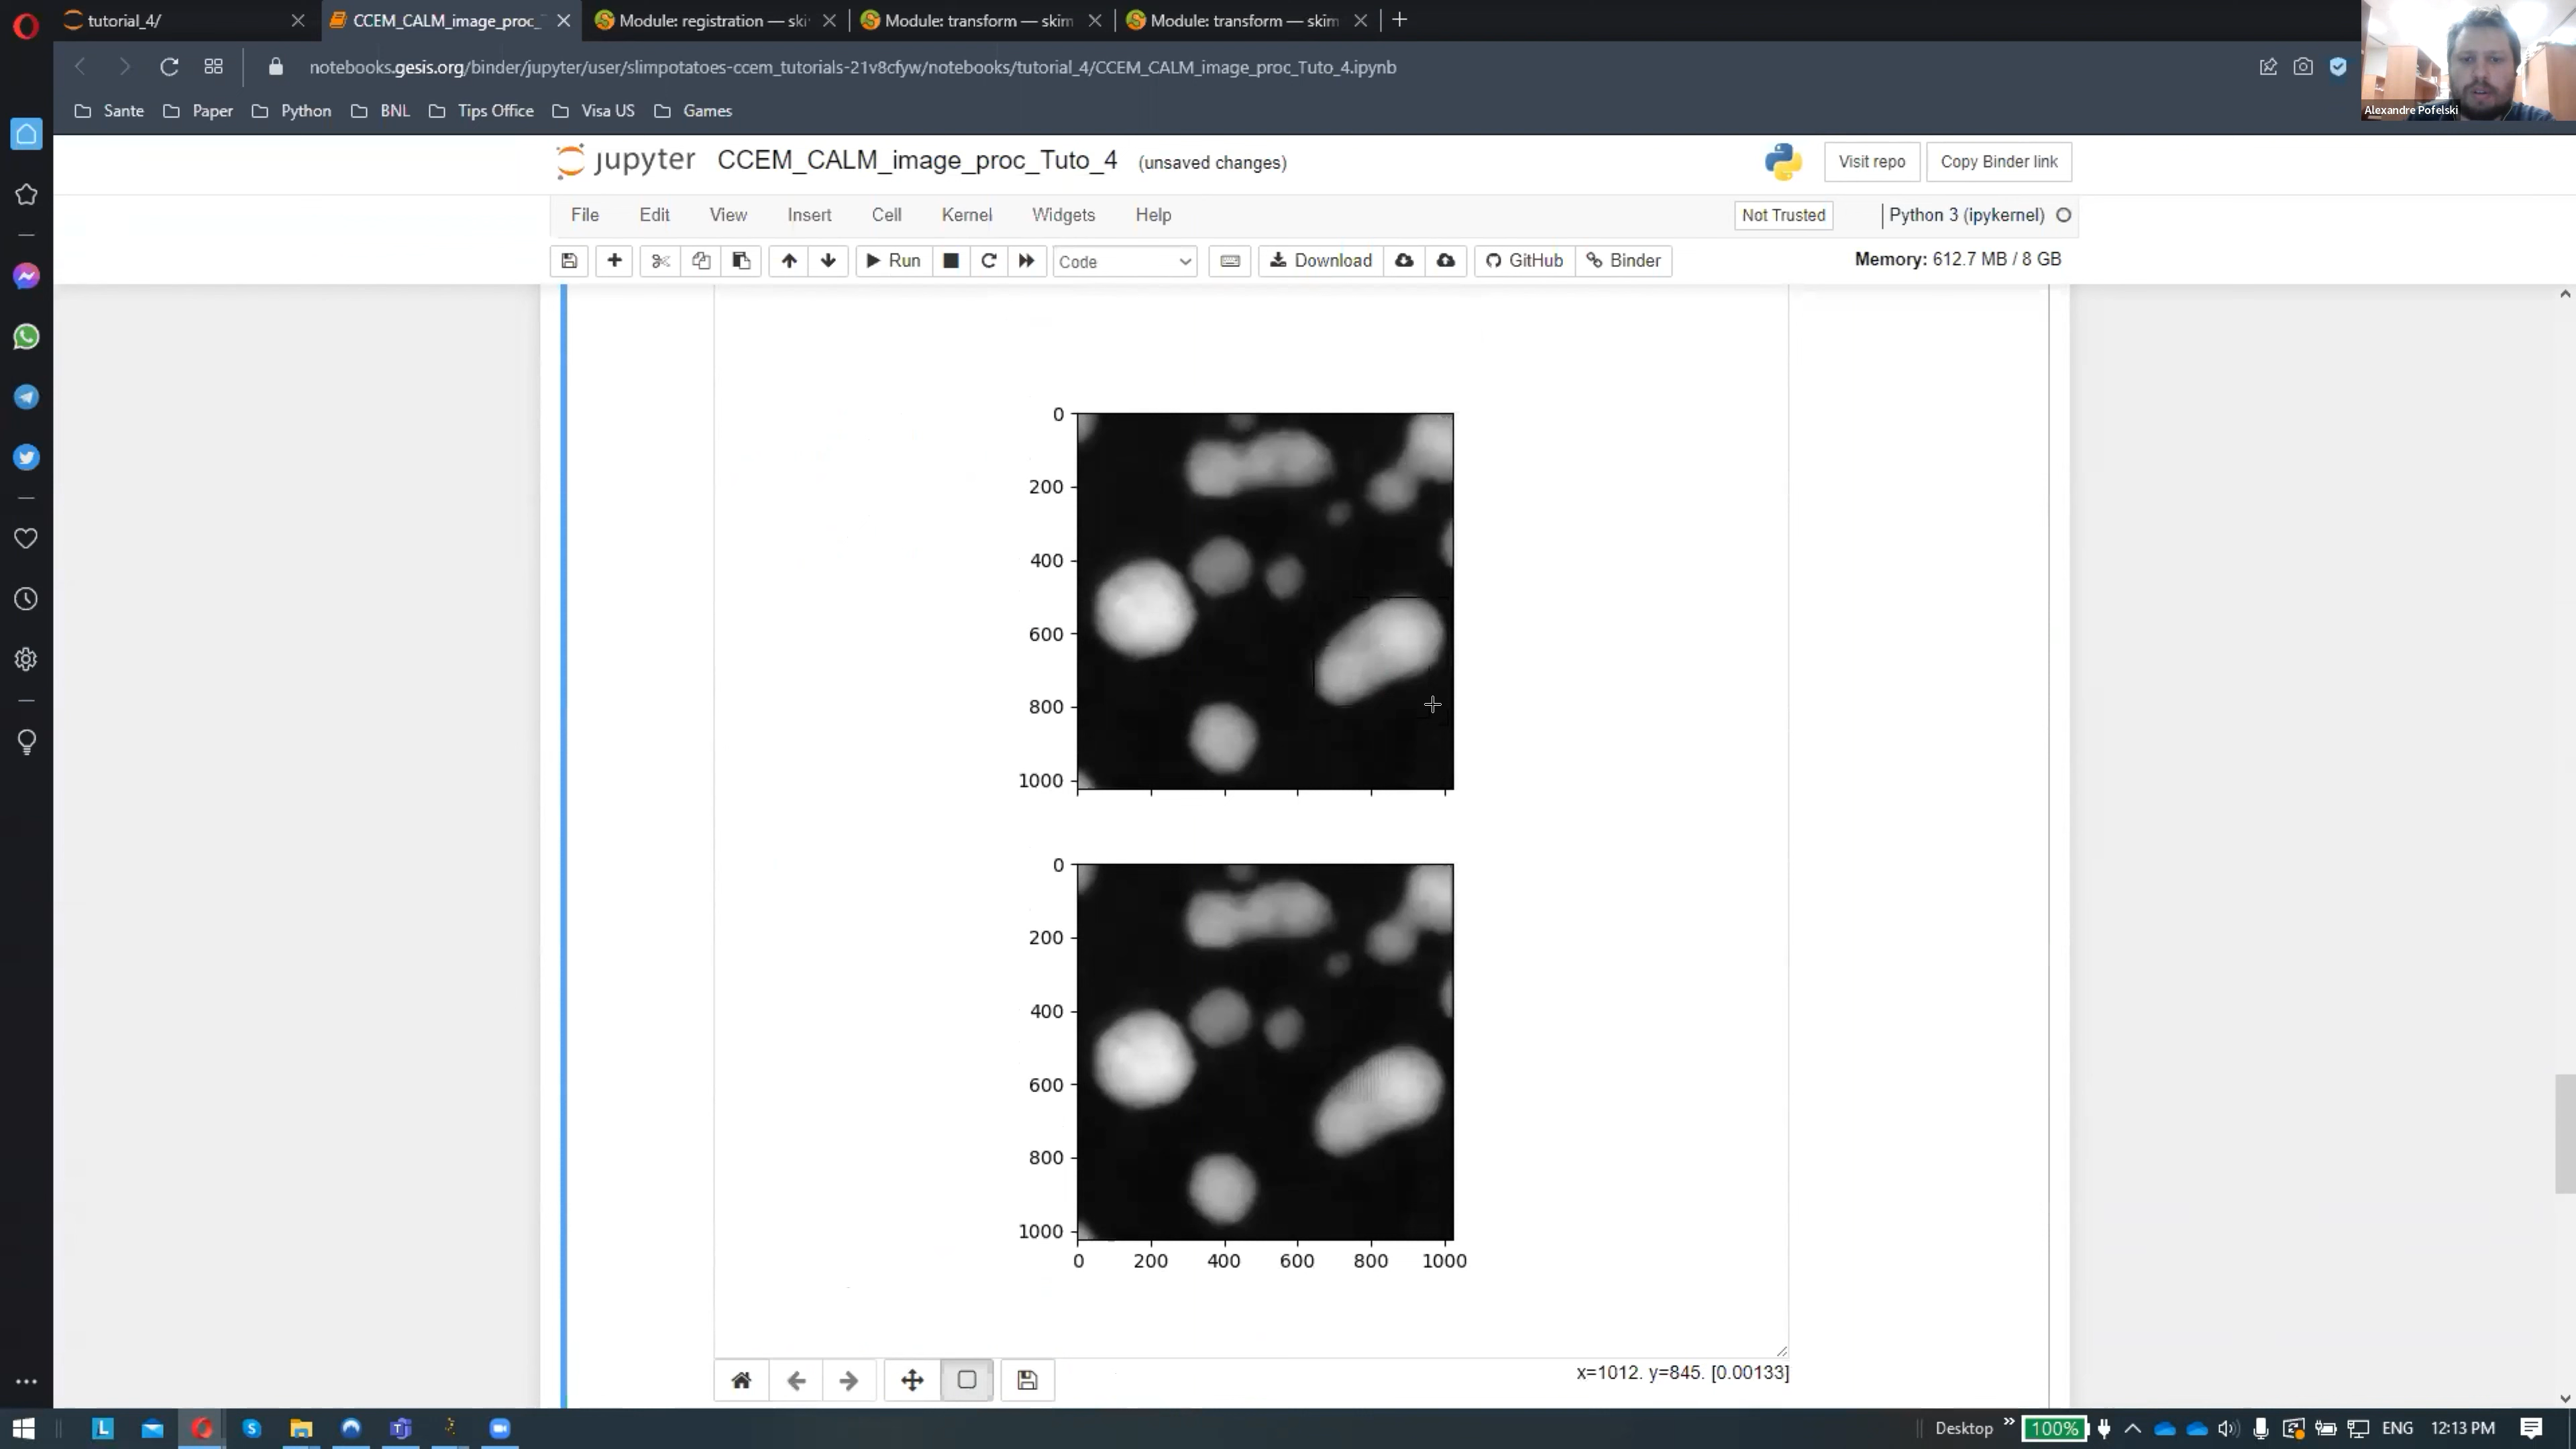 tutorial_4/
CCEM_CALM_image_proc_
Module: registration — ski
Module: transform — skim
Module: transform — skim
notebooks.gesis.org/binder/jupyter/user/slimpotatoes-ccem_tutorials-21v8cfyw/notebooks/tutorial_4/CCEM_CALM_image_proc_Tuto_4.ipynb
Alexandre Pofelski
Sante Paper Python BNL Tips Office Visa US Games
jupyter CCEM_CALM_image_proc_Tuto_4 (unsaved changes) Visit repo Copy Binder link
File Edit View Insert Cell Kernel Widgets Help Not Trusted Python 3 (ipykernel)
Run Code Download GitHub Binder Memory: 612.7 MB / 8 GB
0
200
400
600
800
1000
0
200
400
600
800
1000
0 200 400 600 800 1000
x=1012. y=845. [0.00133]
L S Desktop 100% ENG 12:13 PM